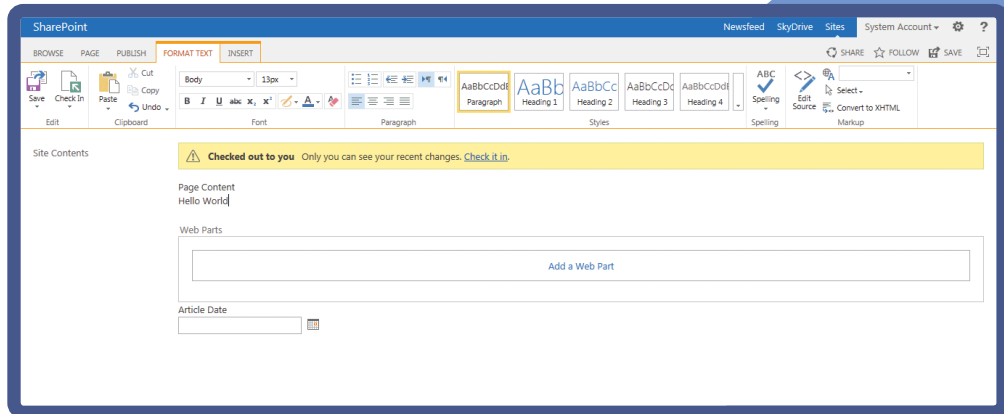 SharePoint
Newsfeed SkyDrive Sites System Account ?
BROWSE PAGE PUBLISH FORMAT TEXT INSERT
SHARE FOLLOW SAVE
Save Check In Paste Cut Copy Undo
Body 13px
B I U abc x, x²
A
AaBbCcDdE AaBb AaBbCc AaBbCcDc AaBbCcDdI
Paragraph Heading 1 Heading 2 Heading 3 Heading 4
ABC
Spelling
<>
Edit Source
Select
Convert to XHTML
Edit Clipboard Font Paragraph Styles Spelling Markup
Site Contents
Checked out to you Only you can see your recent changes. Check it in.
Page Content
Hello World
Web Parts
Add a Web Part
Article Date